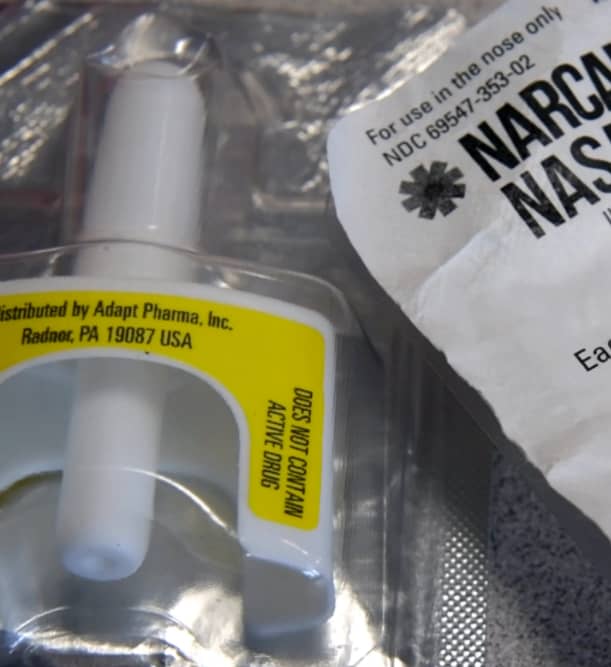 For use in the nose only
NDC 69547-353-02
NARCA
NAS
Ea
istributed by Adapt Pharma, Inc.
Radnor, PA 19087 USA
DOES NOT CONTAIN
ACTIVE DRUG